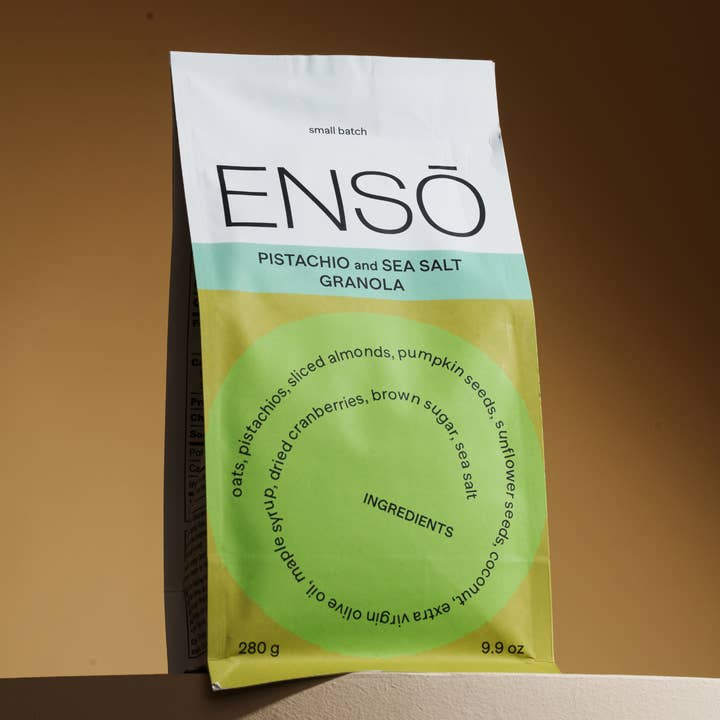 small batch
ENSŌ
PISTACHIO and SEA SALT
GRANOLA
oats, pistachios, sliced almonds, pumpkin seeds, sunflower seeds, coconut, extra virgin olive oil, maple syrup, dried cranberries, brown sugar, sea salt
INGREDIENTS
280 g
9.9 oz